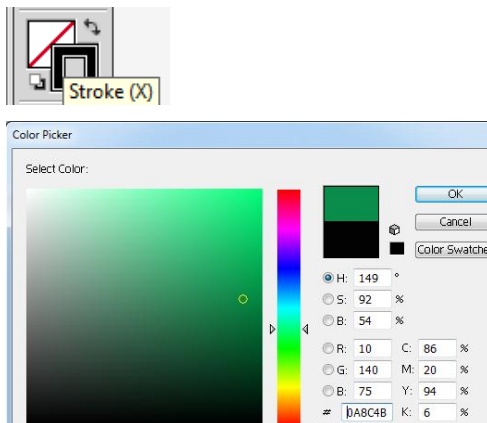 Stroke (X)
Color Picker
Select Color:
OK
Cancel
Color Swatche
H: 149 °
S: 92 %
B: 54 %
R: 10 C: 86 %
G: 140 M: 20 %
B: 75 Y: 94 %
# 0A8C4B K: 6 %